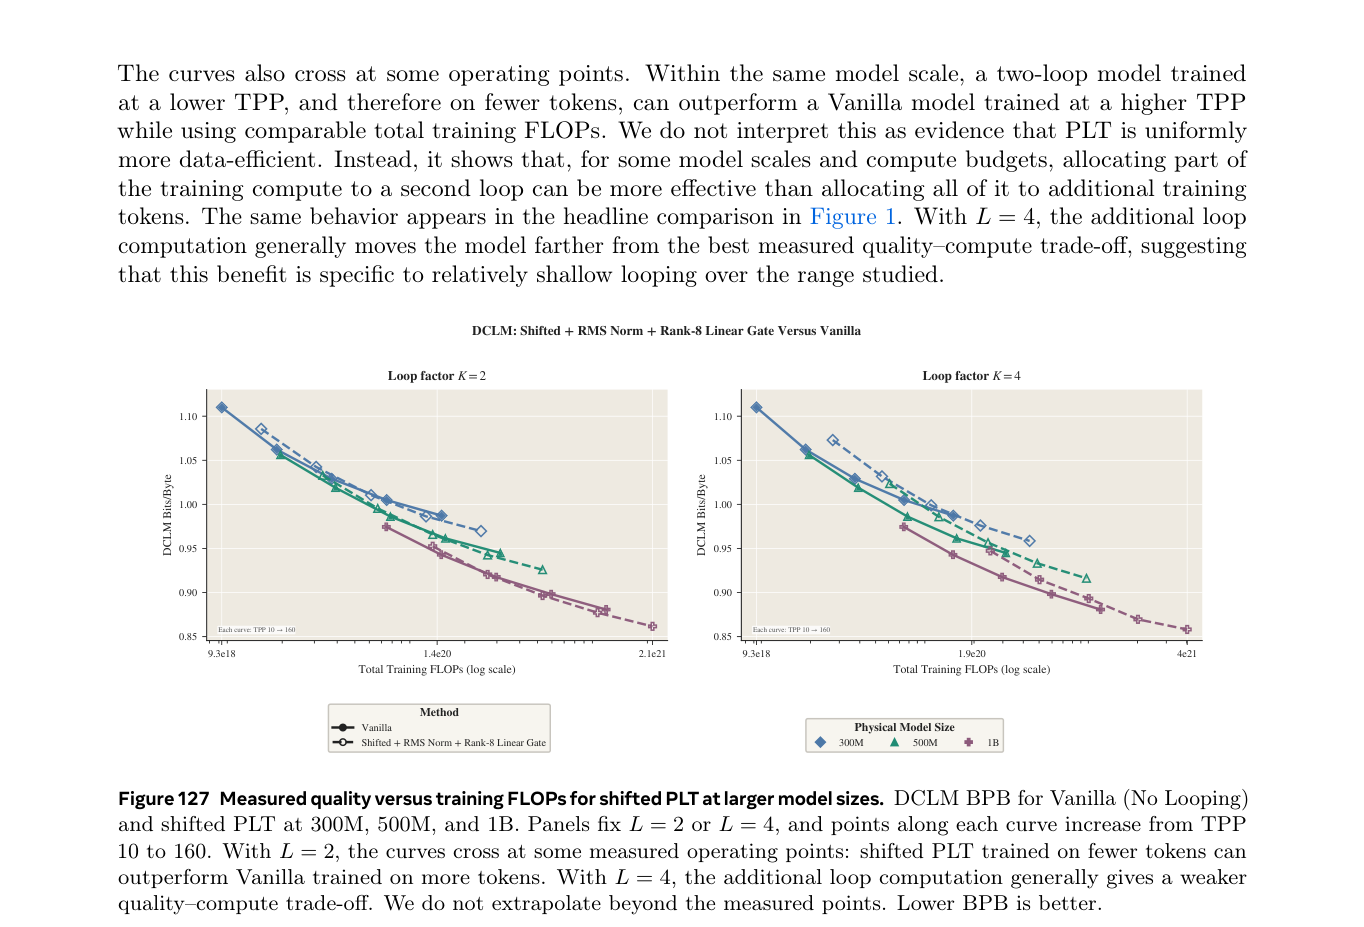 The curves also cross at some operating points. Within the same model scale, a two-loop model trained
at a lower TPP, and therefore on fewer tokens, can outperform a Vanilla model trained at a higher TPP
while using comparable total training FLOPs. We do not interpret this as evidence that PLT is uniformly
more data-efficient. Instead, it shows that, for some model scales and compute budgets, allocating part of
the training compute to a second loop can be more effective than allocating all of it to additional training
tokens. The same behavior appears in the headline comparison in Figure 1. With L = 4, the additional loop
computation generally moves the model farther from the best measured quality–compute trade-off, suggesting
that this benefit is specific to relatively shallow looping over the range studied.
DCLM: Shifted + RMS Norm + Rank-8 Linear Gate Versus Vanilla
Loop factor K = 2
DCLM Bits/Byte
1.10
1.05
1.00
0.95
0.90
0.85
Each curve: TPP 10 → 160
9.3e18
1.4e20
2.1e21
Total Training FLOPs (log scale)
Loop factor K = 4
DCLM Bits/Byte
1.10
1.05
1.00
0.95
0.90
0.85
Each curve: TPP 10 → 160
9.3e18
1.9e20
4e21
Total Training FLOPs (log scale)
Method
Vanilla
Shifted + RMS Norm + Rank-8 Linear Gate
Physical Model Size
300M 500M 1B
Figure 127 Measured quality versus training FLOPs for shifted PLT at larger model sizes. DCLM BPB for Vanilla (No Looping)
and shifted PLT at 300M, 500M, and 1B. Panels fix L = 2 or L = 4, and points along each curve increase from TPP
10 to 160. With L = 2, the curves cross at some measured operating points: shifted PLT trained on fewer tokens can
outperform Vanilla trained on more tokens. With L = 4, the additional loop computation generally gives a weaker
quality–compute trade-off. We do not extrapolate beyond the measured points. Lower BPB is better.